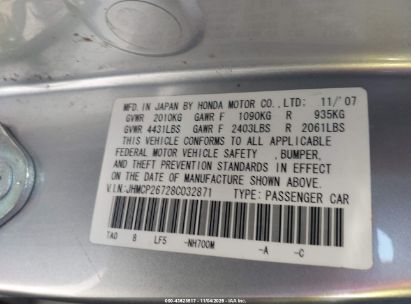 MFD. IN JAPAN BY HONDA MOTOR CO.,LTD: 11/'07
GVWR 2010KG GAWR F 1090KG R 935KG
GVWR 4431LBS GAWR F 2403LBS R 2061LBS
THIS VEHICLE CONFORMS TO ALL APPLICABLE
FEDERAL MOTOR VEHICLE SAFETY , BUMPER,
AND THEFT PREVENTION STANDARDS
IN EFFECT ON THE DATE OF
MANUFACTURE SHOWN ABOVE.
V.I.N:JHMCP26728C032871 TYPE: PASSENGER CAR
TA0 8 LF5 -NH700M -A -C